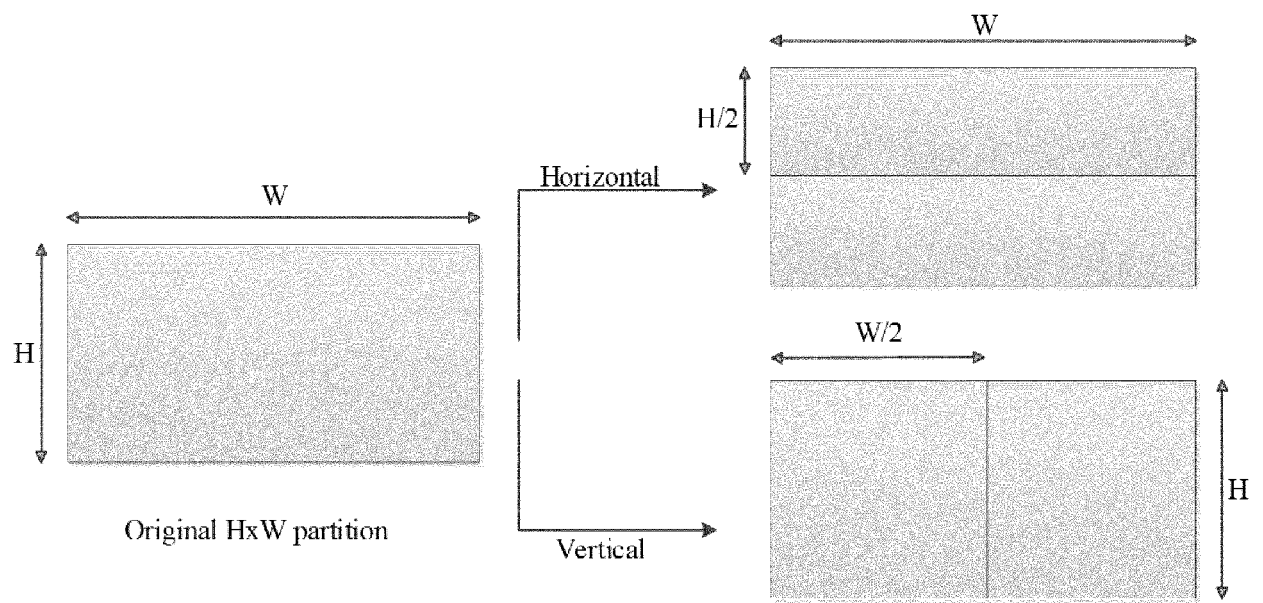 W
H
Original HxW partition
Horizontal
Vertical
W
H/2
W/2
H